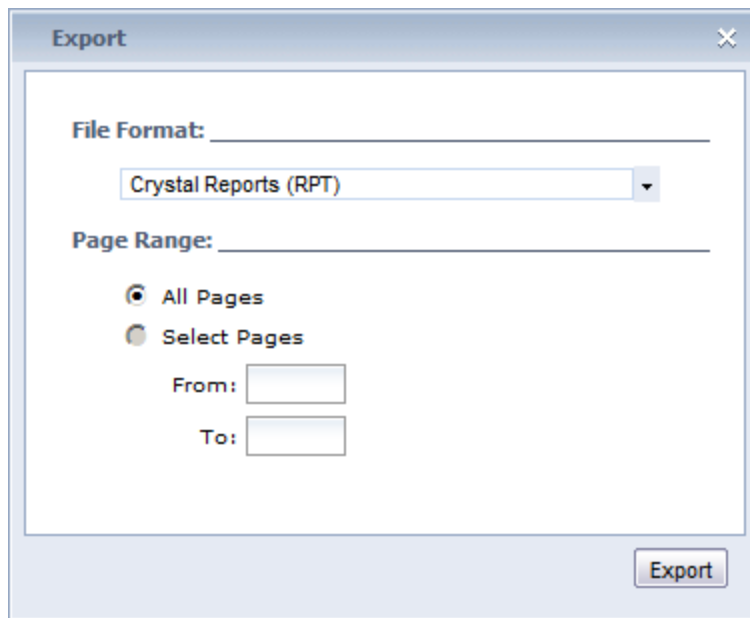 Export
File Format:
Crystal Reports (RPT)
Page Range:
All Pages
Select Pages
From:
To:
Export